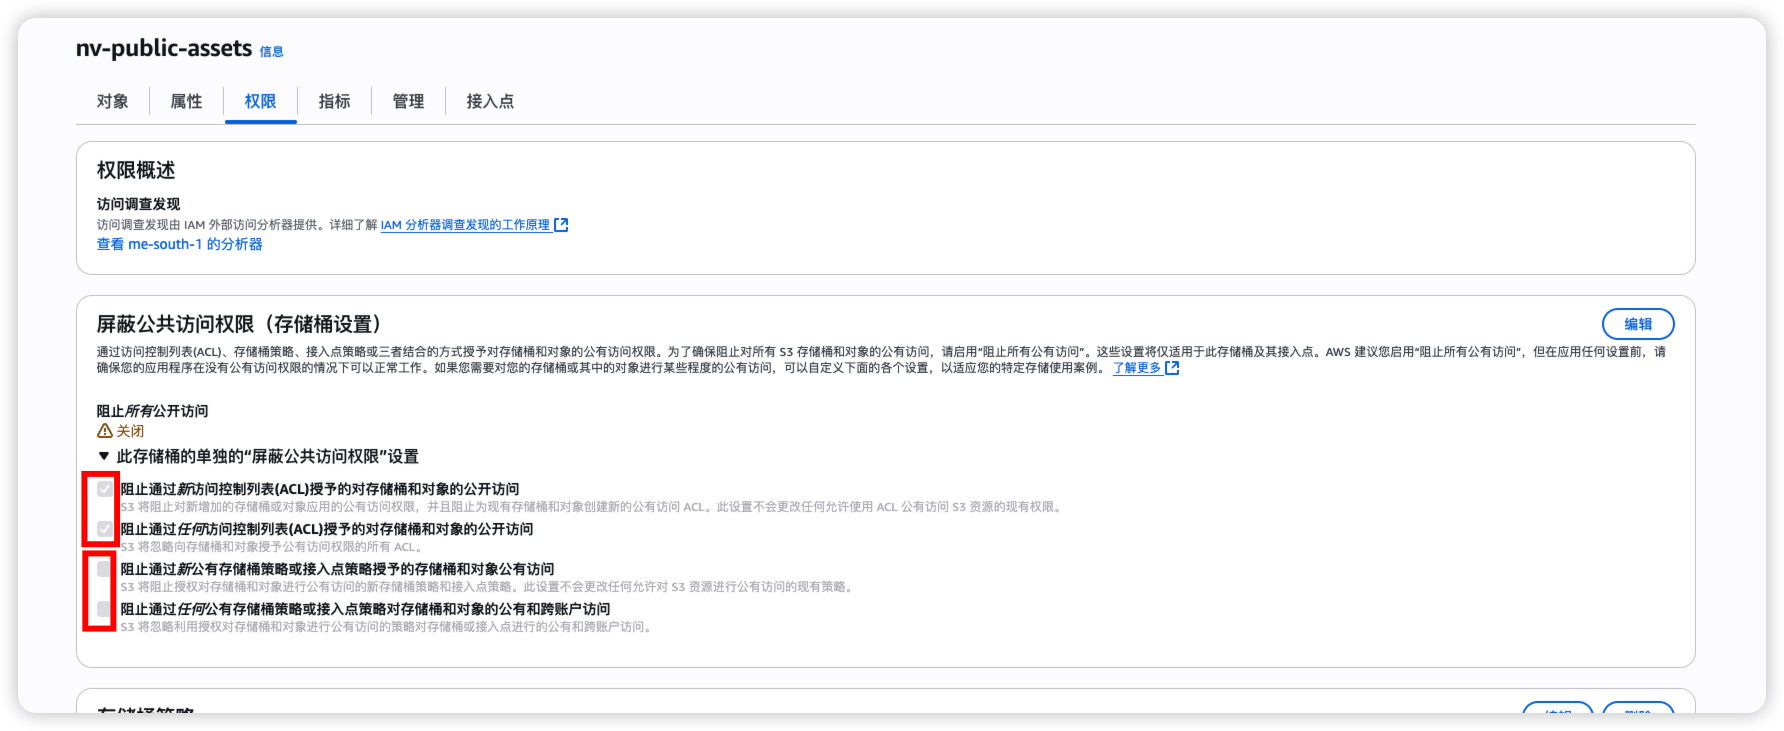 nv-public-assets 信息
对象 属性 权限 指标 管理 接入点
权限概述
访问调查发现
访问调查发现由 IAM 外部访问分析器提供。详细了解 IAM 分析器调查发现的工作原理
查看 me-south-1 的分析器
屏蔽公共访问权限（存储桶设置）
编辑
通过访问控制列表(ACL)、存储桶策略、接入点策略或三者结合的方式授予对存储桶和对象的公有访问权限。为了确保阻止对所有 S3 存储桶和对象的公有访问，请启用“阻止所有公有访问”。这些设置将仅适用于此存储桶及其接入点。AWS 建议您启用“阻止所有公有访问”，但在应用任何设置前，请
确保您的应用程序在没有公有访问权限的情况下可以正常工作。如果您需要对您的存储桶或其中的对象进行某些程度的公有访问，可以自定义下面的各个设置，以适应您的特定存储使用案例。 了解更多
阻止所有公开访问
关闭
此存储桶的单独的“屏蔽公共访问权限”设置
阻止通过新访问控制列表(ACL)授予的对存储桶和对象的公开访问
S3 将阻止对新增加的存储桶或对象应用的公有访问权限，并且阻止为现有存储桶和对象创建新的公有访问 ACL。此设置不会更改任何允许使用 ACL 公有访问 S3 资源的现有权限。
阻止通过任何访问控制列表(ACL)授予的对存储桶和对象的公开访问
S3 将忽略向存储桶和对象授予公有访问权限的所有 ACL。
阻止通过新公有存储桶策略或接入点策略授予的存储桶和对象公有访问
S3 将阻止授权对存储桶和对象进行公有访问的新存储桶策略和接入点策略。此设置不会更改任何允许对 S3 资源进行公有访问的现有策略。
阻止通过任何公有存储桶策略或接入点策略对存储桶和对象的公有和跨账户访问
S3 将忽略利用授权对存储桶和对象进行公有访问的策略对存储桶或接入点进行的公有和跨账户访问。
存储桶策略
编辑 删除